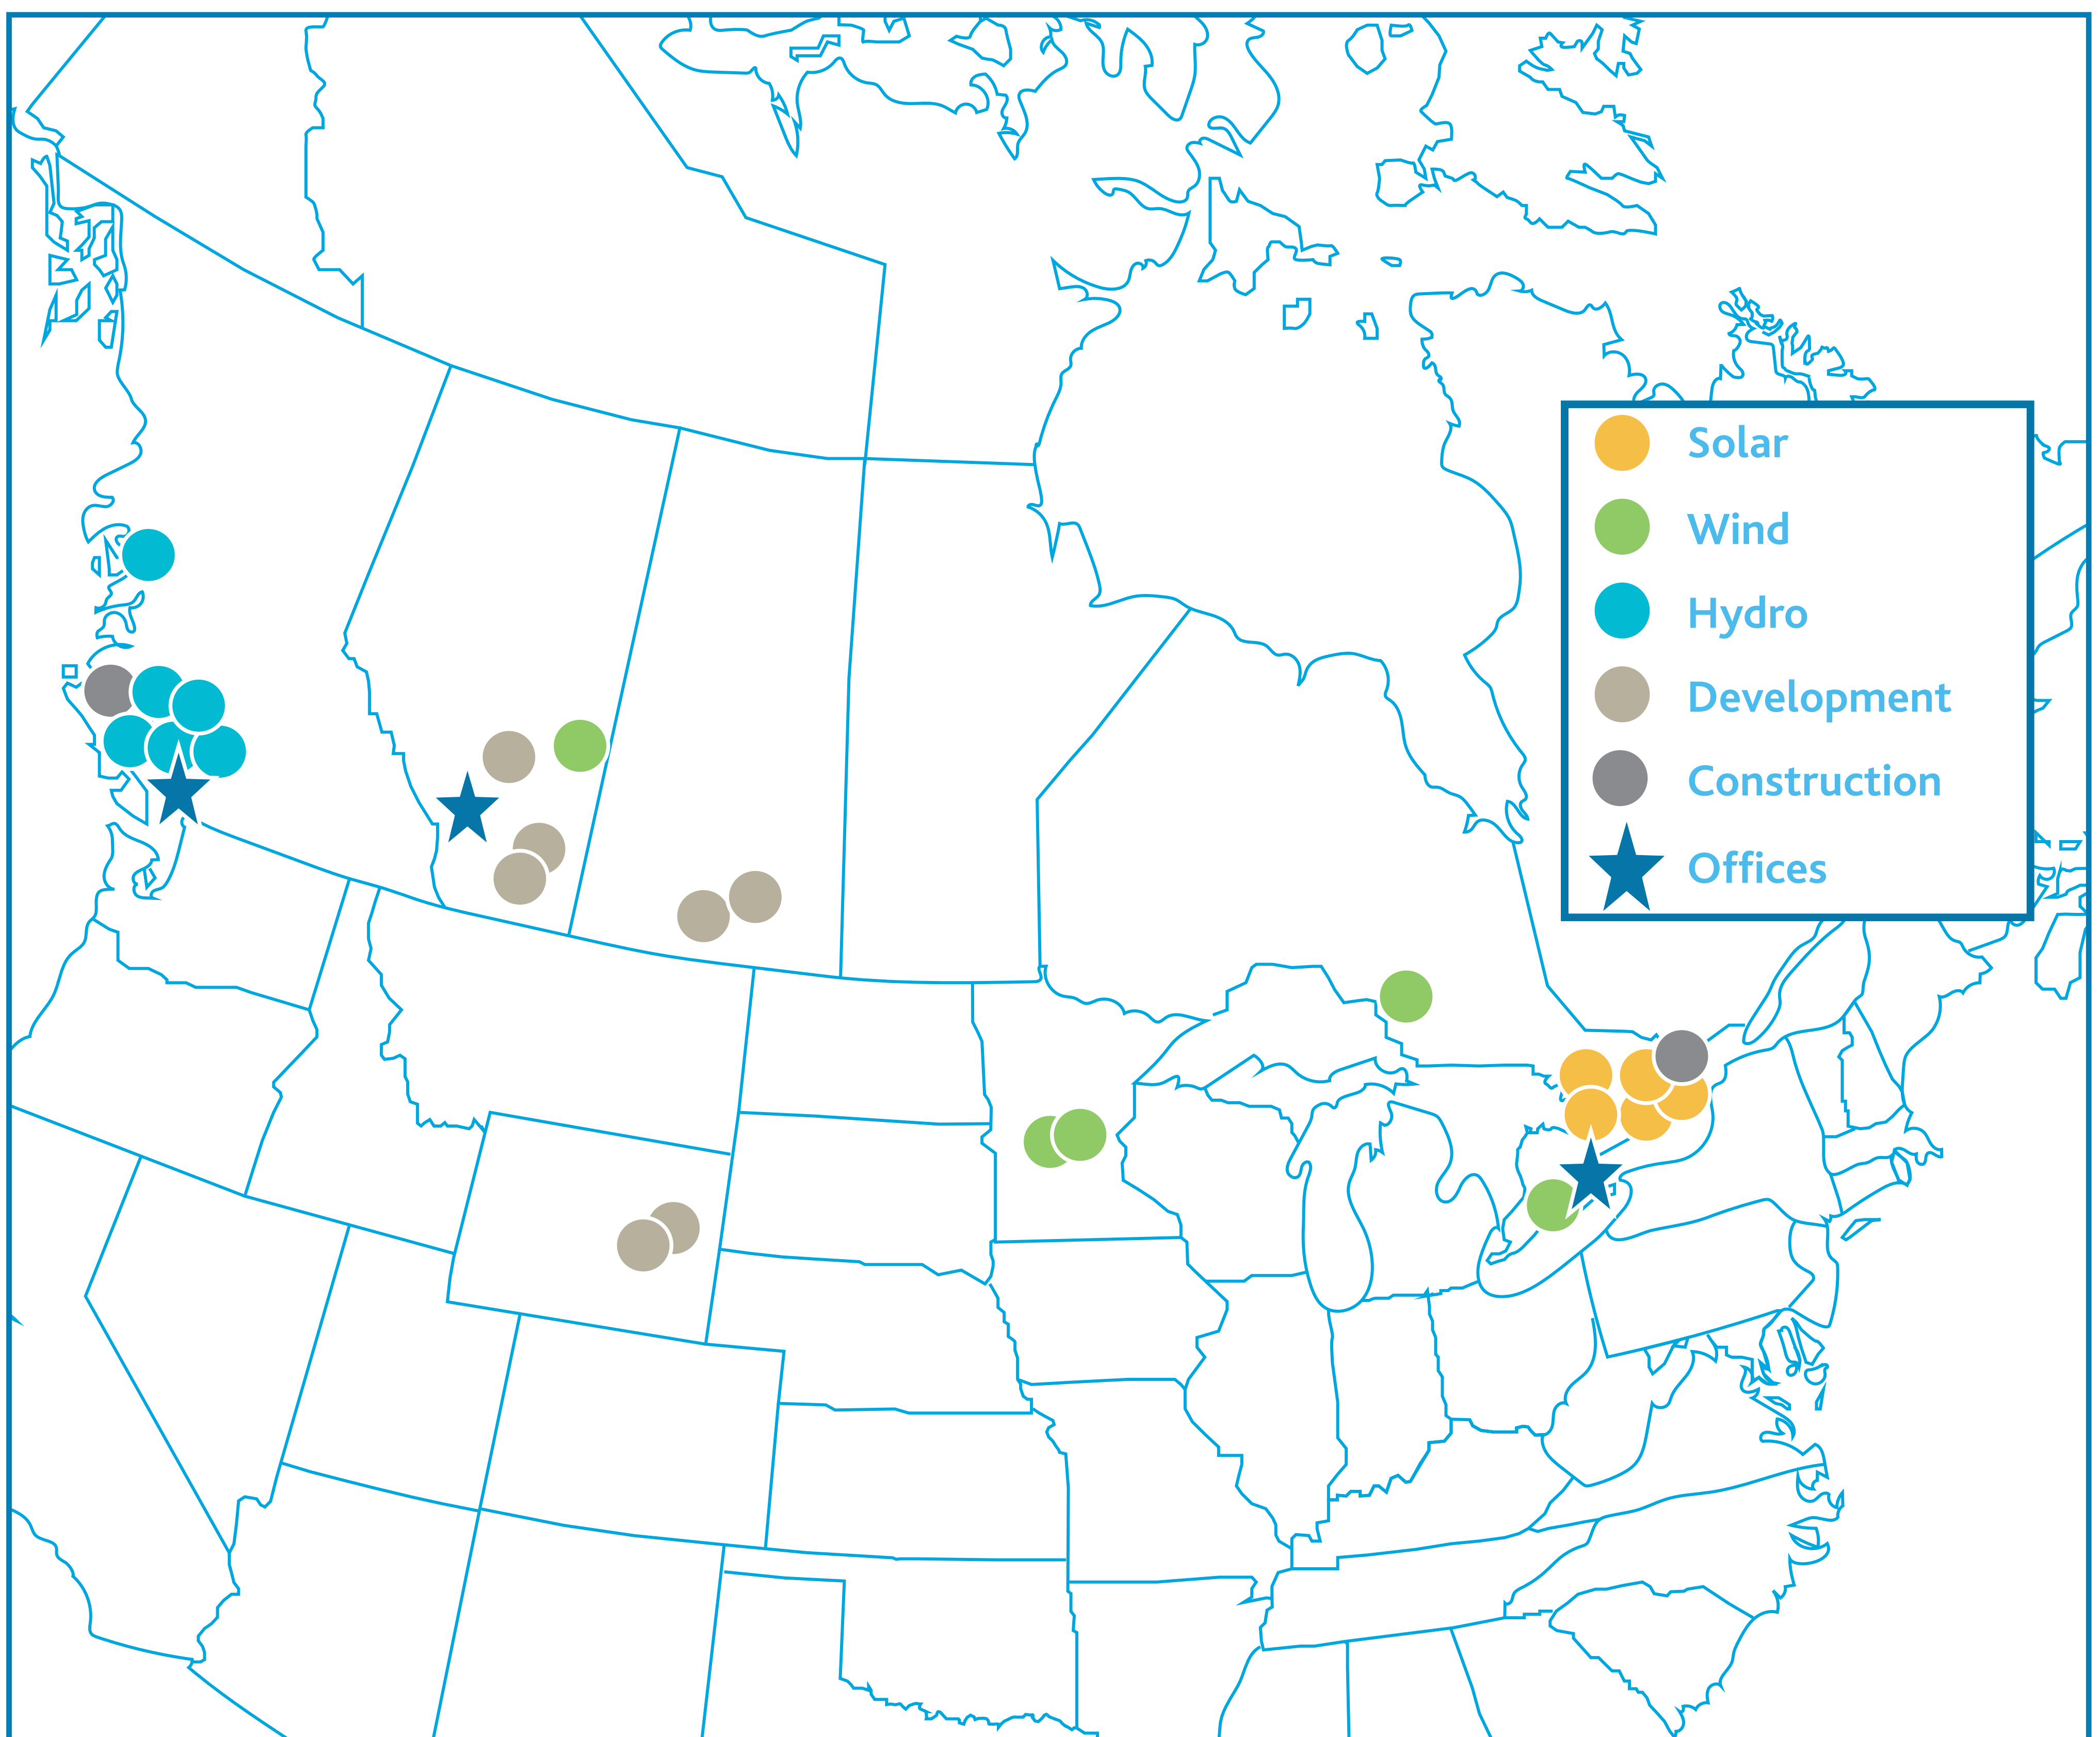 Solar
Wind
Hydro
Development
Construction
Offices